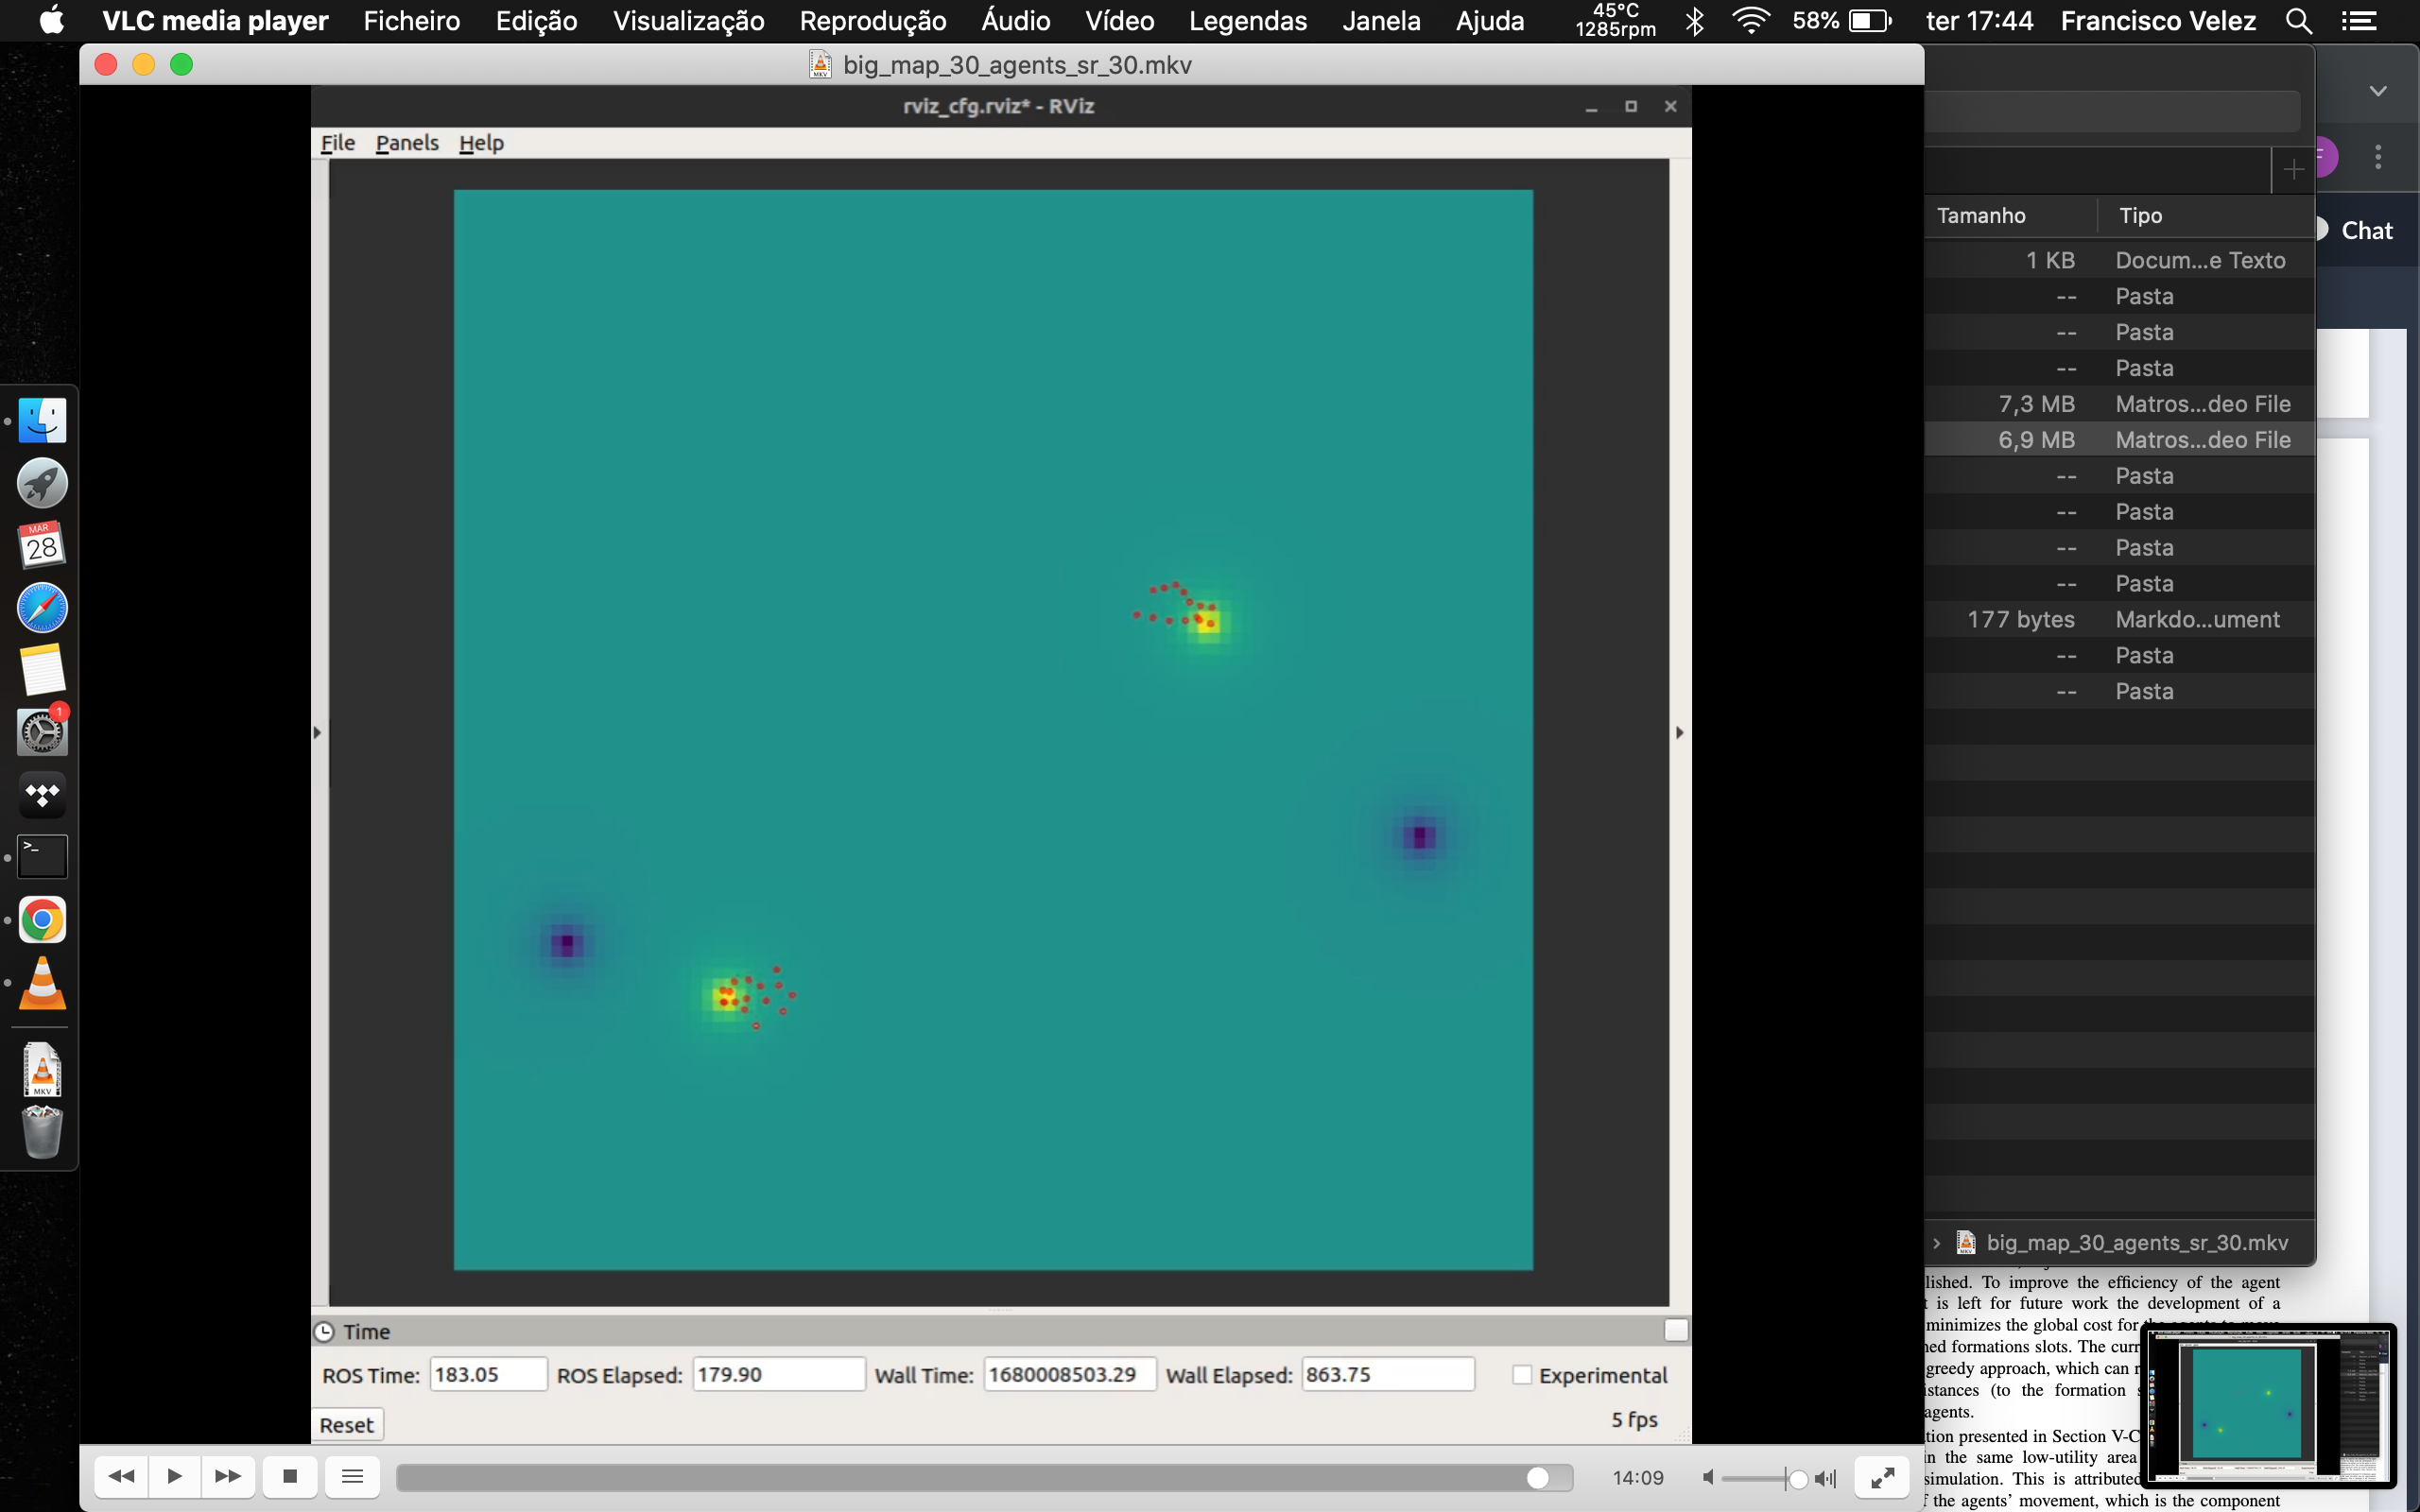 VLC media player Ficheiro Edição Visualização Reprodução Áudio Vídeo Legendas Janela Ajuda 45°C 1285rpm 58% ter 17:44 Francisco Velez
big_map_30_agents_sr_30.mkv
rviz_cfg.rviz* - RViz
File Panels Help
Tamanho Tipo
Chat
1 KB Docum...e Texto
-- Pasta
-- Pasta
-- Pasta
7,3 MB Matros...deo File
6,9 MB Matros...deo File
-- Pasta
-- Pasta
-- Pasta
-- Pasta
177 bytes Markdo...ument
-- Pasta
-- Pasta
MAR
28
1
MKV
› big_map_30_agents_sr_30.mkv
lished. To improve the efficiency of the agent
is left for future work the development of a
minimizes the global cost for the agents to move
ned formations slots. The curr
greedy approach, which can
istances (to the formation
agents.
tion presented in Section V-C
in the same low-utility area
simulation. This is attributed
f the agents' movement, which is the component
Time
ROS Time: 183.05 ROS Elapsed: 179.90 Wall Time: 1680008503.29 Wall Elapsed: 863.75 Experimental
Reset 5 fps
14:09